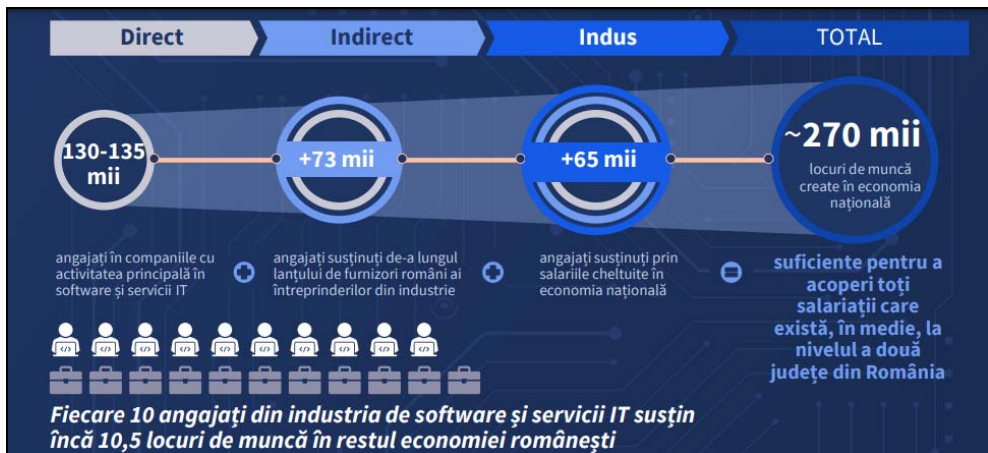 Direct
Indirect
Indus
TOTAL
130-135
mii
+73 mii
+65 mii
~270 mii
locuri de muncă
create în economia
națională
angajați în companiile cu
activitatea principală în
software și servicii IT
angajați susținuți de-a lungul
lanțului de furnizori români ai
întreprinderilor din industrie
angajați susținuți prin
salariile cheltuite în
economia națională
suficiente pentru a
acoperi toți
salariații care
există, în medie, la
nivelul a două
județe din România
Fiecare 10 angajați din industria de software și servicii IT susțin
încă 10,5 locuri de muncă în restul economiei românești